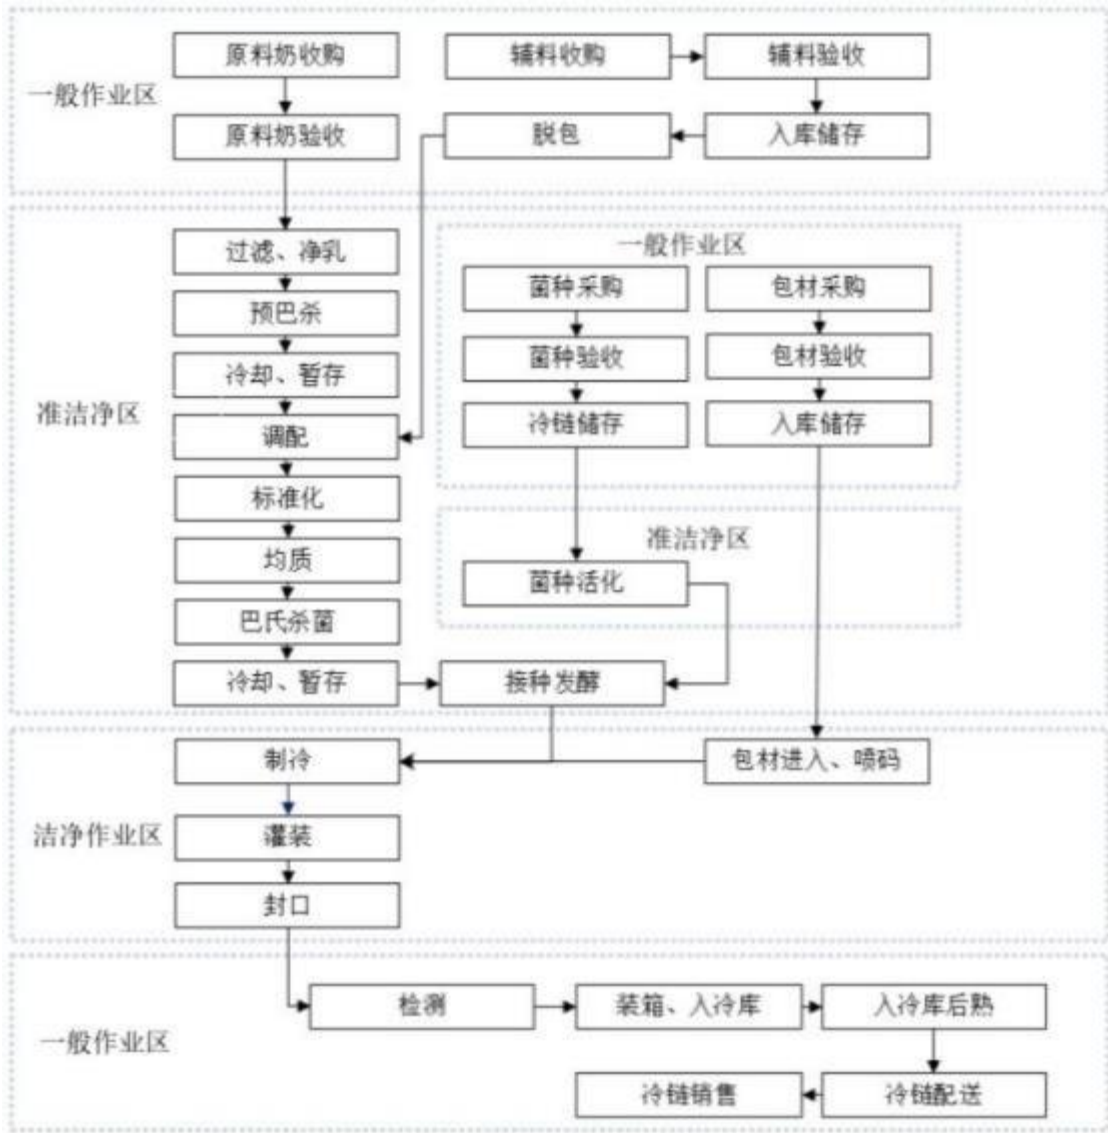 一般作业区
原料奶收购
辅料收购
辅料验收
原料奶验收
脱包
入库储存
准洁净区
过滤、净乳
预巴杀
冷却、暂存
调配
标准化
均质
巴氏杀菌
冷却、暂存
一般作业区
菌种采购
包材采购
菌种验收
包材验收
冷链储存
入库储存
准洁净区
菌种活化
接种发酵
洁净作业区
制冷
包材进入、喷码
灌装
封口
一般作业区
检测
装箱、入冷库
入冷库后熟
冷链销售
冷链配送